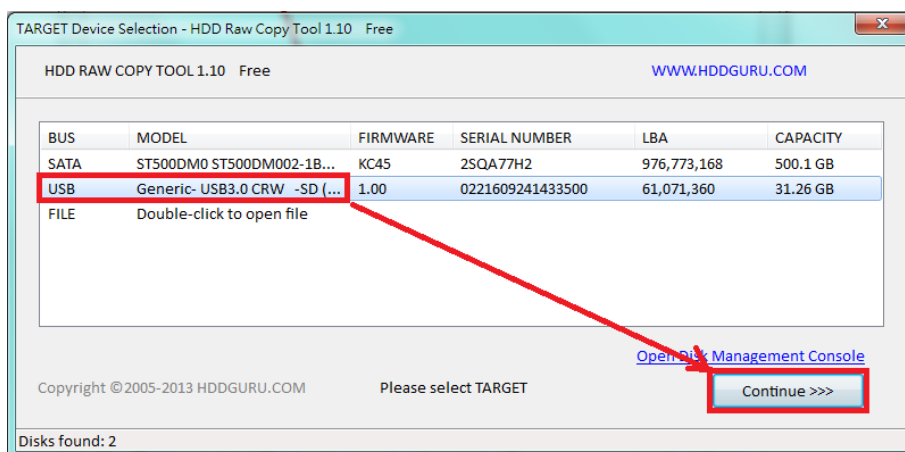 TARGET Device Selection - HDD Raw Copy Tool 1.10 Free
HDD RAW COPY TOOL 1.10 Free WWW.HDDGURU.COM
BUS MODEL FIRMWARE SERIAL NUMBER LBA CAPACITY
SATA ST500DM0 ST500DM002-1B... KC45 2SQA77H2 976,773,168 500.1 GB
USB Generic- USB3.0 CRW -SD (... 1.00 0221609241433500 61,071,360 31.26 GB
FILE Double-click to open file
Open Disk Management Console
Copyright ©2005-2013 HDDGURU.COM Please select TARGET Continue >>>
Disks found: 2